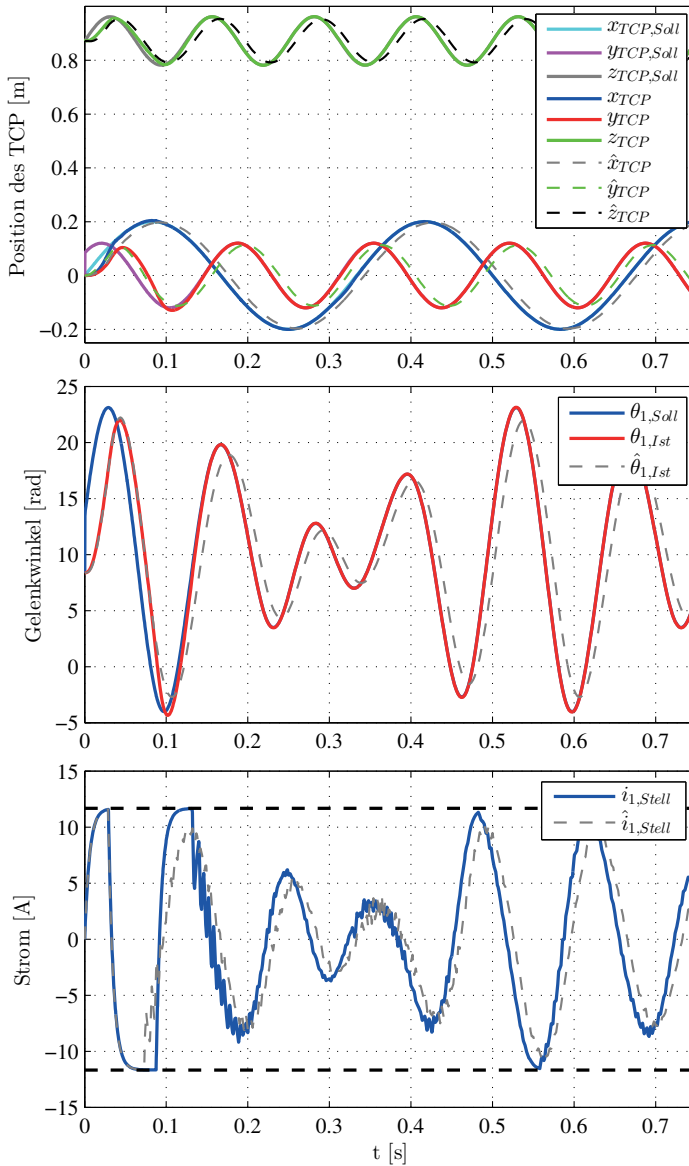 Position des TCP [m]
0.8
0.6
0.4
0.2
0
−0.2
0
0.1
0.2
0.3
0.4
0.5
0.6
0.7
x_{TCP,Soll}
y_{TCP,Soll}
z_{TCP,Soll}
x_{TCP}
y_{TCP}
z_{TCP}
x̂_{TCP}
ŷ_{TCP}
ẑ_{TCP}
Gelenkwinkel [rad]
25
20
15
10
5
0
−5
0
0.1
0.2
0.3
0.4
0.5
0.6
0.7
θ_{1,Soll}
θ_{1,Ist}
θ̂_{1,Ist}
Strom [A]
15
10
5
0
−5
−10
−15
0
0.1
0.2
0.3
0.4
0.5
0.6
0.7
i_{1,Stell}
î_{1,Stell}
t [s]